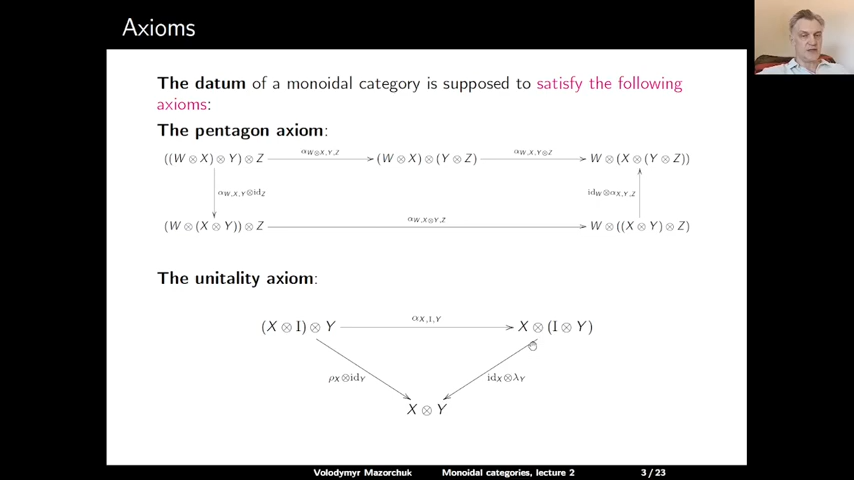 Axioms
The datum of a monoidal category is supposed to satisfy the following
axioms:
The pentagon axiom:
((W ⊗ X) ⊗ Y) ⊗ Z α_{W⊗X,Y,Z} (W ⊗ X) ⊗ (Y ⊗ Z) α_{W,X,Y⊗Z} W ⊗ (X ⊗ (Y ⊗ Z))
α_{W,X,Y}⊗id_Z id_W⊗α_{X,Y,Z}
(W ⊗ (X ⊗ Y)) ⊗ Z α_{W,X⊗Y,Z} W ⊗ ((X ⊗ Y) ⊗ Z)
The unitality axiom:
(X ⊗ I) ⊗ Y α_{X,I,Y} X ⊗ (I ⊗ Y)
ρ_X⊗id_Y id_X⊗λ_Y
X ⊗ Y
Volodymyr Mazorchuk Monoidal categories, lecture 2 3 / 23